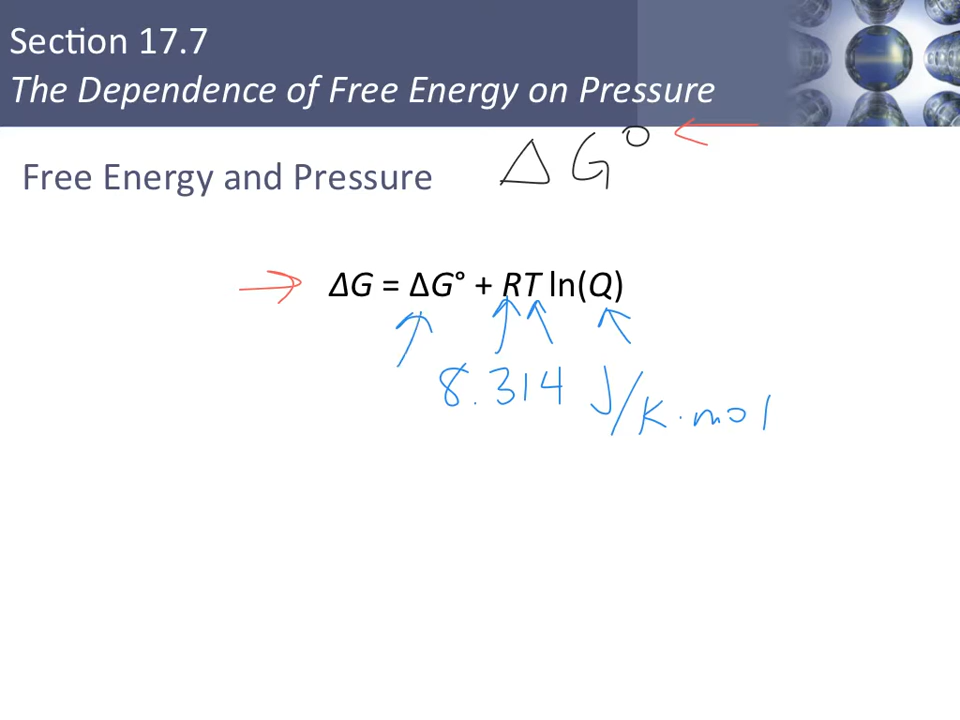 Section 17.7
The Dependence of Free Energy on Pressure
Free Energy and Pressure
ΔG°
ΔG = ΔG° + RT ln(Q)
8.314 J/K·mol